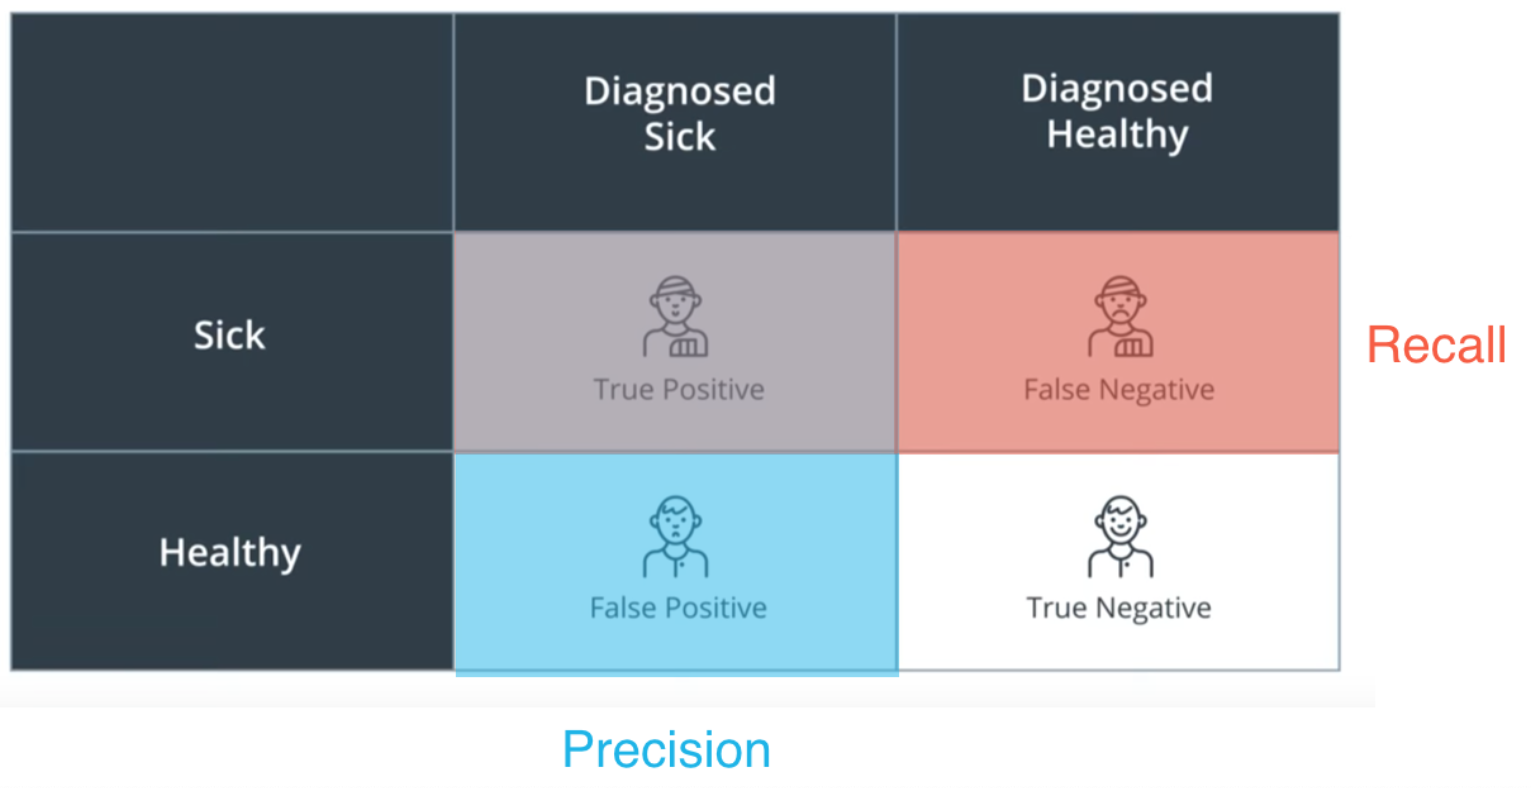 Diagnosed
Sick
Diagnosed
Healthy
Sick
True Positive
False Negative
Recall
Healthy
False Positive
True Negative
Precision